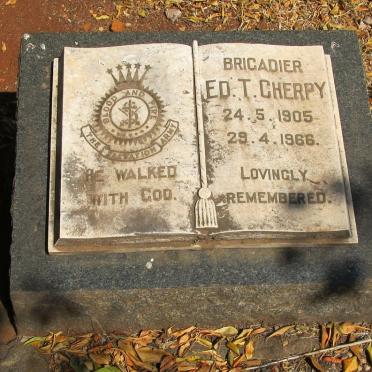 BLOOD AND FIRE
THE SALVATION ARMY
HE WALKED
WITH GOD.
BRIGADIER
ED. T. CHERPY
24 . 5 . 1905
29 . 4 . 1966.
LOVINGLY
REMEMBERED.